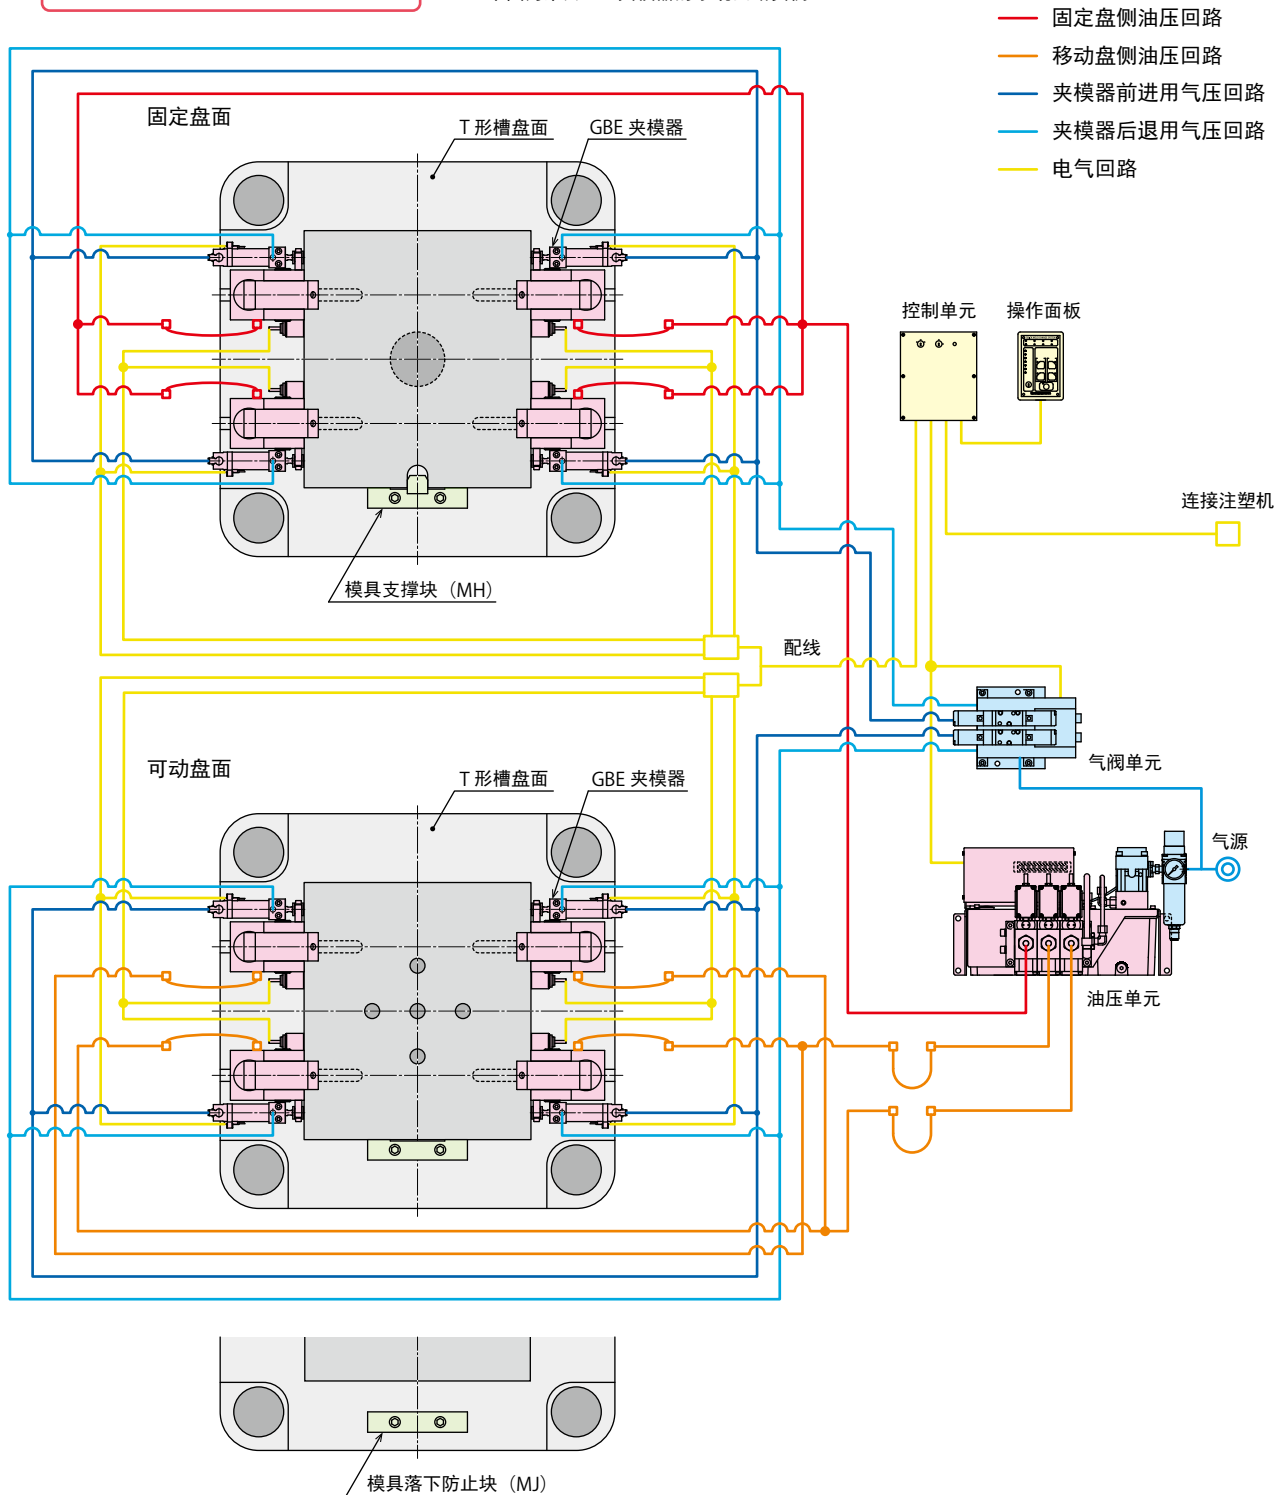 固定盘侧油压回路
移动盘侧油压回路
夹模器前进用气压回路
夹模器后退用气压回路
电气回路
固定盘面
T 形槽盘面
GBE 夹模器
控制单元
操作面板
连接注塑机
模具支撑块（MH）
配线
气阀单元
可动盘面
T 形槽盘面
GBE 夹模器
气源
油压单元
模具落下防止块（MJ）